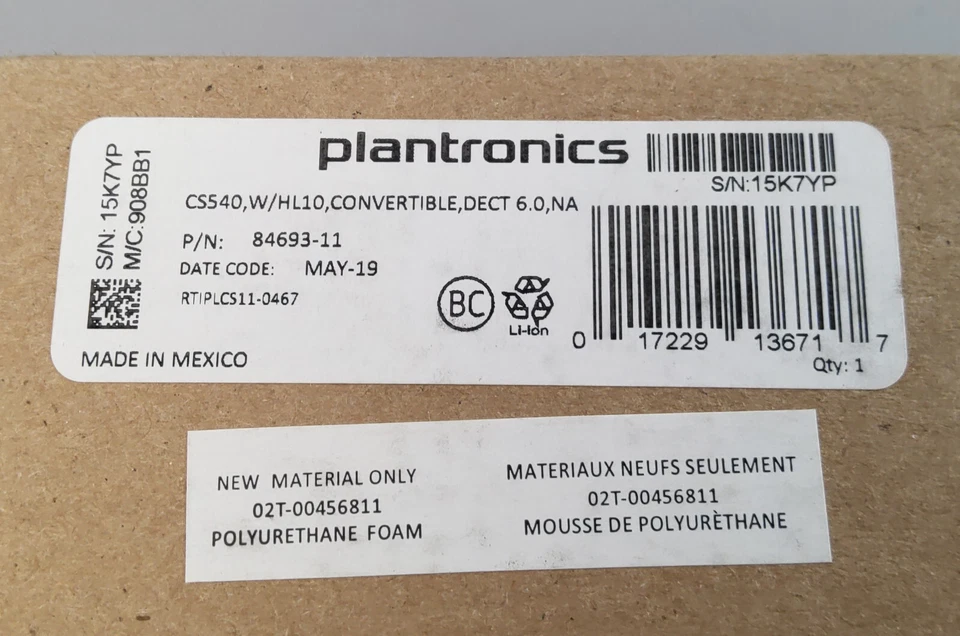 plantronics
S/N:15K7YP
S/N: 15K7YP
M/C:908BB1
CS540,W/HL10,CONVERTIBLE,DECT 6.0,NA
P/N: 84693-11
DATE CODE: MAY-19
RTIPLCS11-0467
BC
Li-Ion
0 17229 13671 7
Qty: 1
MADE IN MEXICO
NEW MATERIAL ONLY
02T-00456811
POLYURETHANE FOAM
MATERIAUX NEUFS SEULEMENT
02T-00456811
MOUSSE DE POLYURÈTHANE